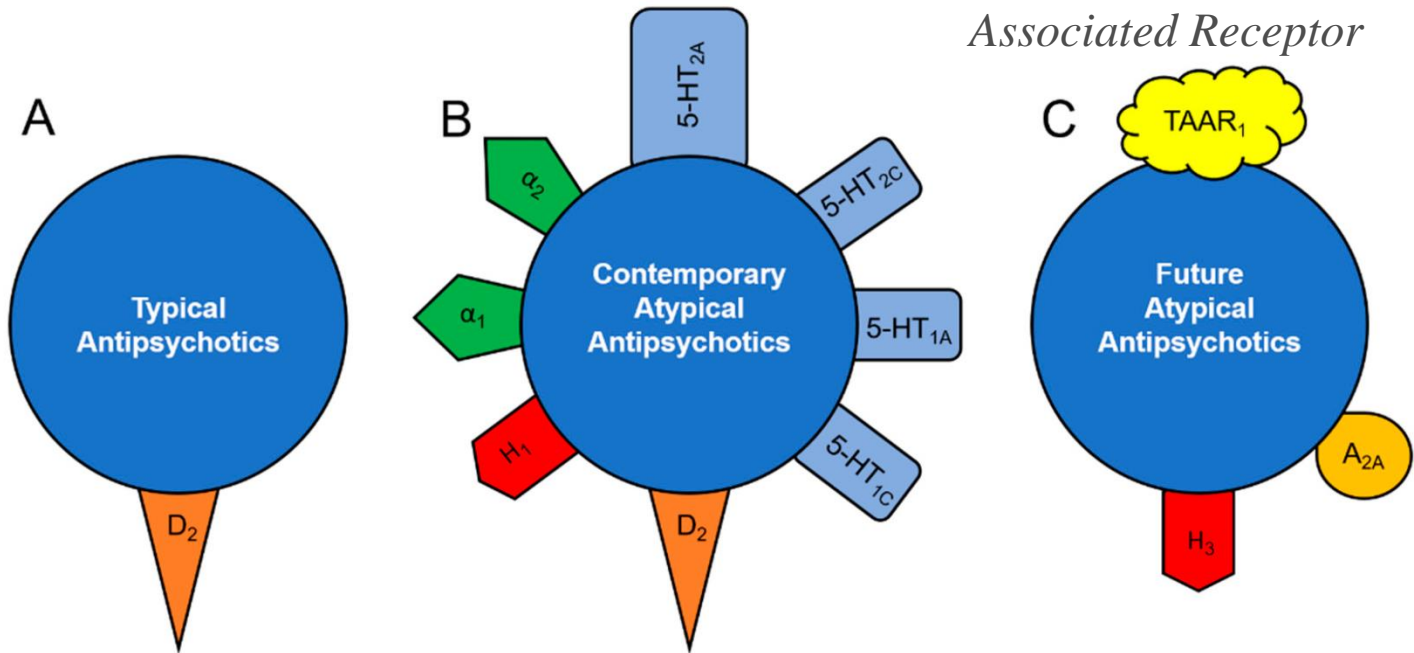 Associated Receptor
A
Typical
Antipsychotics
D₂
B
5-HT₂A
5-HT₂C
5-HT₁A
5-HT₁C
α₂
α₁
H₁
Contemporary
Atypical
Antipsychotics
D₂
C
TAAR₁
Future
Atypical
Antipsychotics
A₂A
H₃